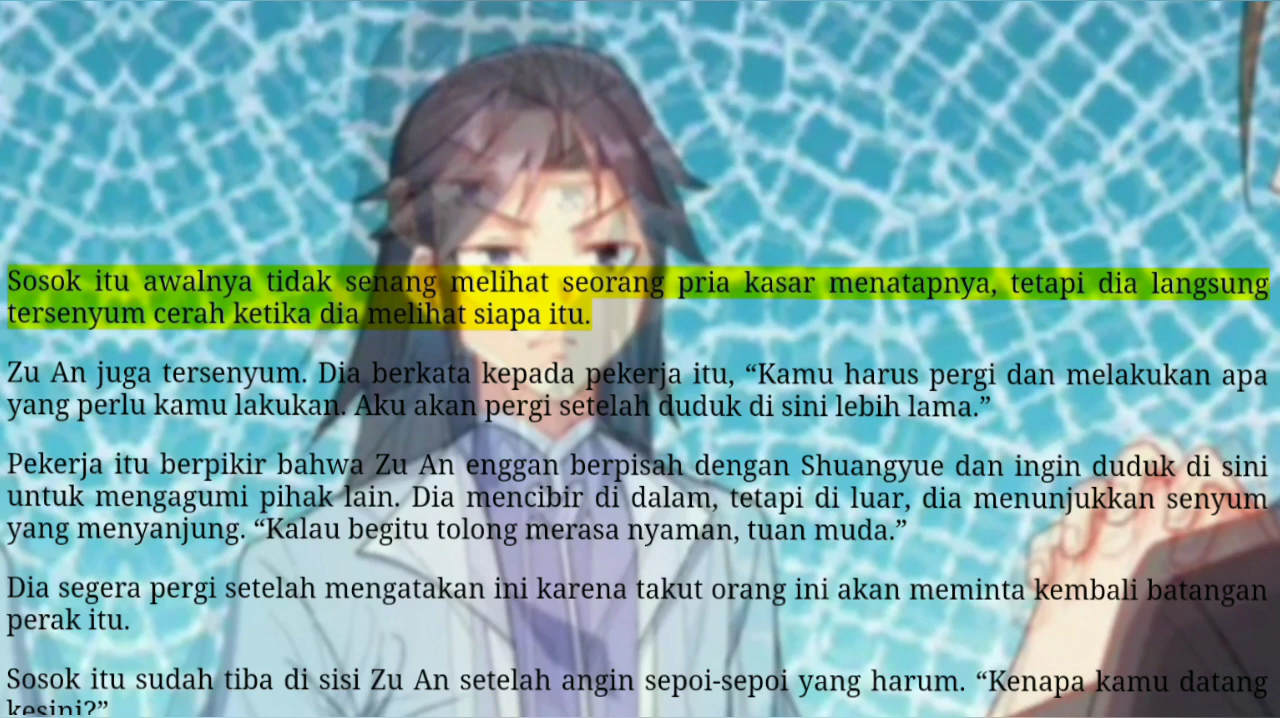 Sosok itu awalnya tidak senang melihat seorang pria kasar menatapnya, tetapi dia langsung
tersenyum cerah ketika dia melihat siapa itu.
Zu An juga tersenyum. Dia berkata kepada pekerja itu, “Kamu harus pergi dan melakukan apa
yang perlu kamu lakukan. Aku akan pergi setelah duduk di sini lebih lama.”
Pekerja itu berpikir bahwa Zu An enggan berpisah dengan Shuangyue dan ingin duduk di sini
untuk mengagumi pihak lain. Dia mencibir di dalam, tetapi di luar, dia menunjukkan senyum
yang menyanjung. “Kalau begitu tolong merasa nyaman, tuan muda.”
Dia segera pergi setelah mengatakan ini karena takut orang ini akan meminta kembali batangan
perak itu.
Sosok itu sudah tiba di sisi Zu An setelah angin sepoi-sepoi yang harum. “Kenapa kamu datang
kesini?”